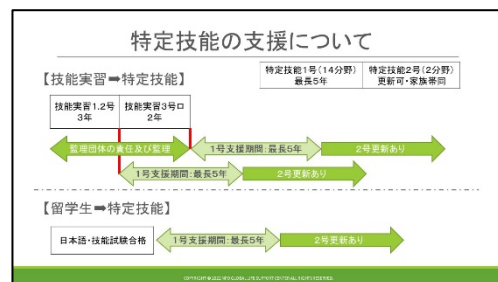 特定技能の支援について
【技能実習➡特定技能】
特定技能1号(14分野)
最長5年
特定技能2号(2分野)
更新可・家族帯同
技能実習1.2号
3年
技能実習3号ロ
2年
監理団体の責任及び監理
1号支援期間:最長5年
2号更新あり
1号支援期間:最長5年
2号更新あり
【留学生➡特定技能】
日本語・技能試験合格
1号支援期間:最長5年
2号更新あり